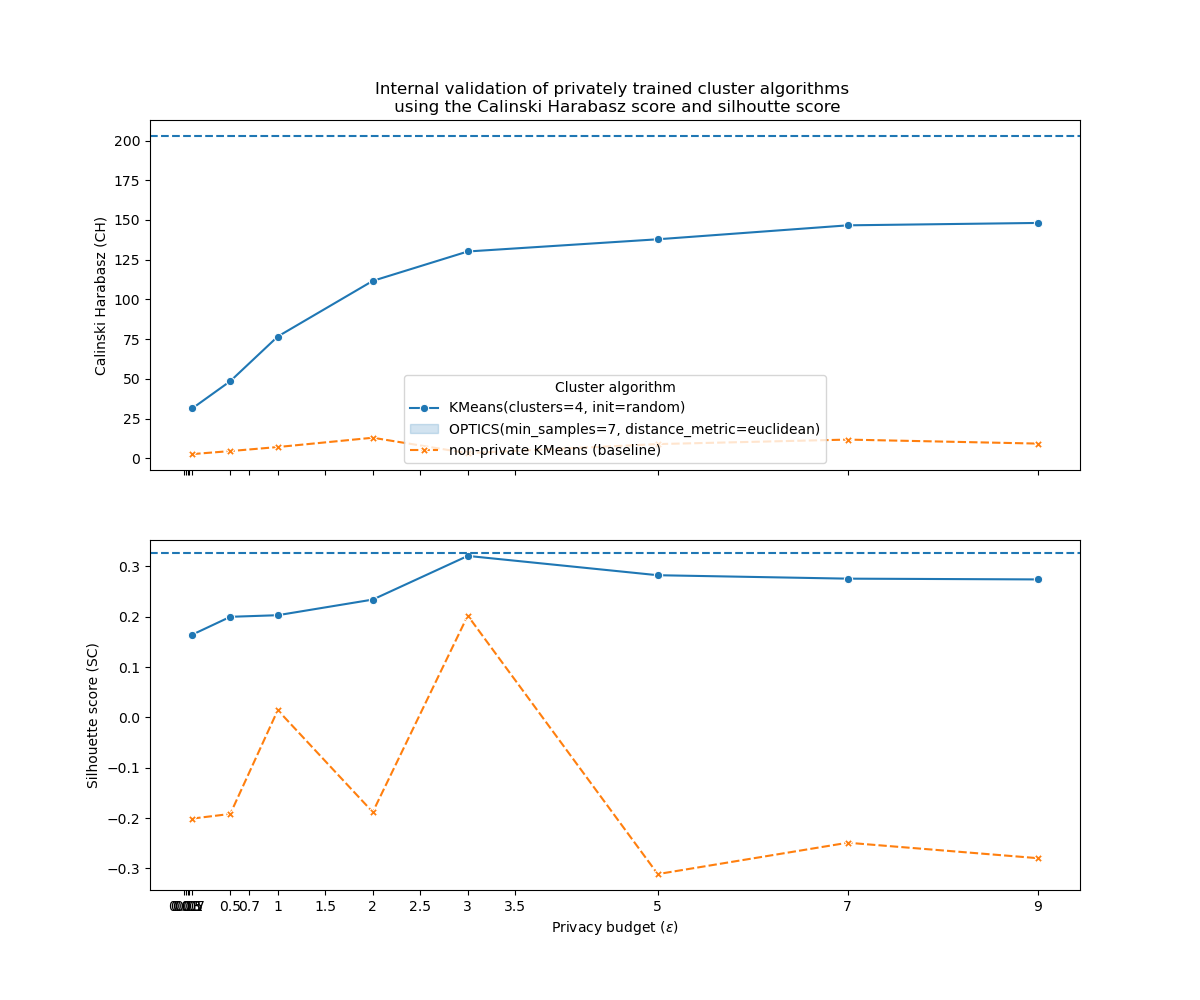 Internal validation of privately trained cluster algorithms
using the Calinski Harabasz score and silhoutte score
Calinski Harabasz (CH)
200
175
150
125
100
75
50
25
0
Cluster algorithm
KMeans(clusters=4, init=random)
OPTICS(min_samples=7, distance_metric=euclidean)
non-private KMeans (baseline)
Silhouette score (SC)
0.3
0.2
0.1
0.0
−0.1
−0.2
−0.3
0.5 0.7 1 1.5 2 2.5 3 3.5 5 7 9
Privacy budget (ε)